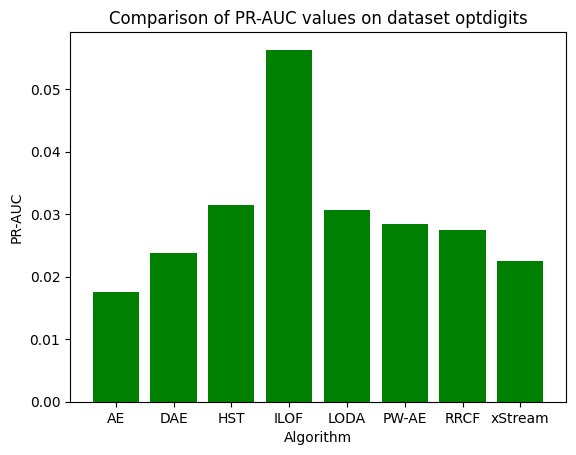 Comparison of PR-AUC values on dataset optdigits
PR-AUC
0.05
0.04
0.03
0.02
0.01
0.00
AE DAE HST ILOF LODA PW-AE RRCF xStream
Algorithm